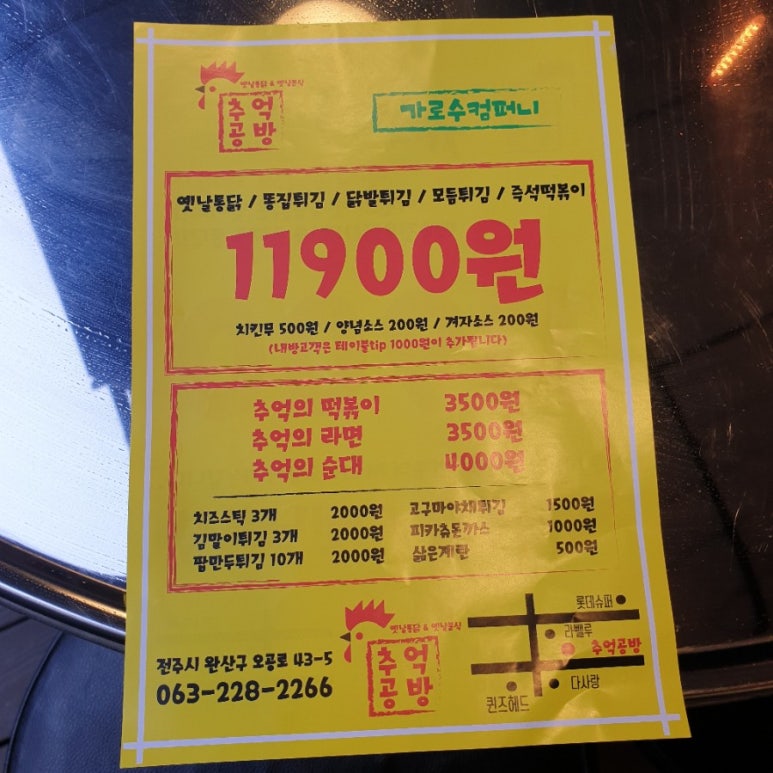 옛날통닭 & 옛날분식
추억
공방
가로수컴퍼니
옛날통닭 / 똥집튀김 / 닭발튀김 / 모듬튀김 / 즉석떡볶이
11900원
치킨무 500원 / 양념소스 200원 / 겨자소스 200원
(내방고객은 테이블tip 1000원이 추가됩니다)
추억의 떡볶이 3500원
추억의 라면 3500원
추억의 순대 4000원
치즈스틱 3개 2000원 고구마야채튀김 1500원
김말이튀김 3개 2000원 피카츄돈까스 1000원
팝만두튀김 10개 2000원 삶은계란 500원
옛날통닭 & 옛날분식
추억
공방
전주시 완산구 오공로 43-5
063-228-2266
롯데슈퍼
라벨루
추억공방
다사랑
퀸즈헤드